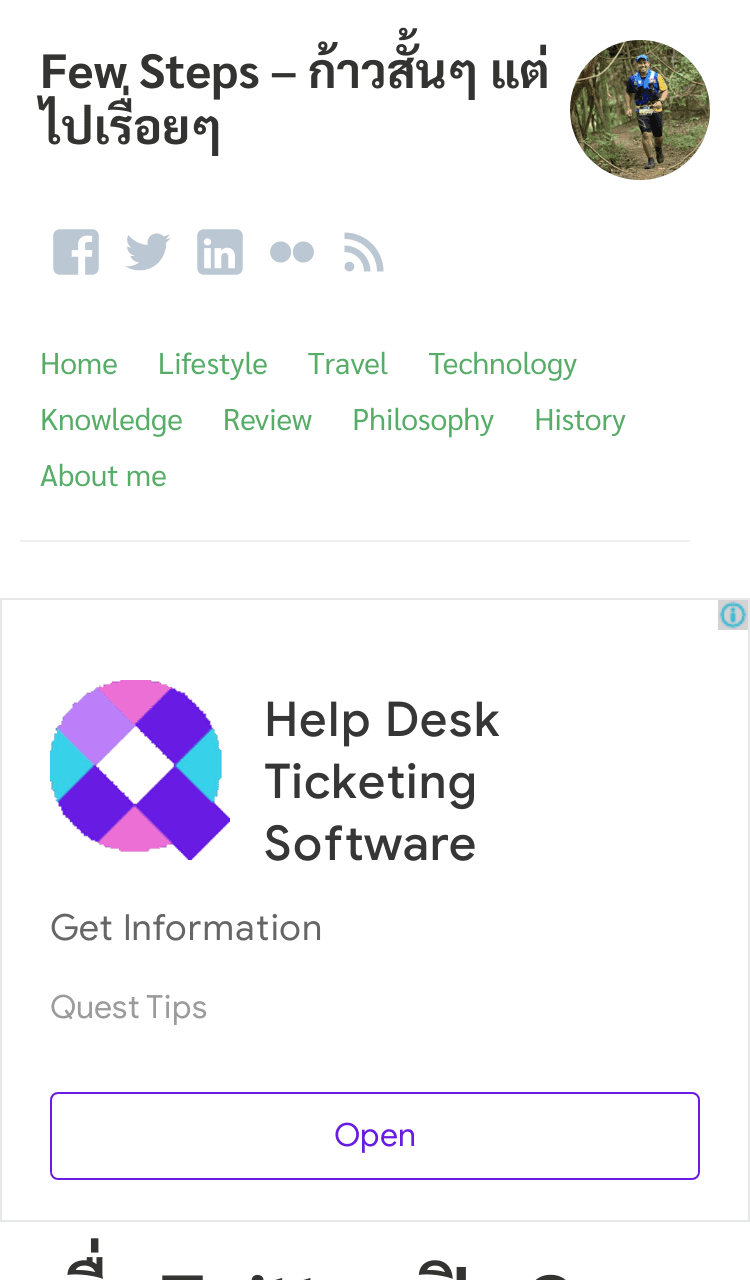 Few Steps – ก้าวสั้นๆ แต่
ไปเรื่อยๆ
Home Lifestyle Travel Technology
Knowledge Review Philosophy History
About me
Help Desk
Ticketing
Software
Get Information
Quest Tips
Open